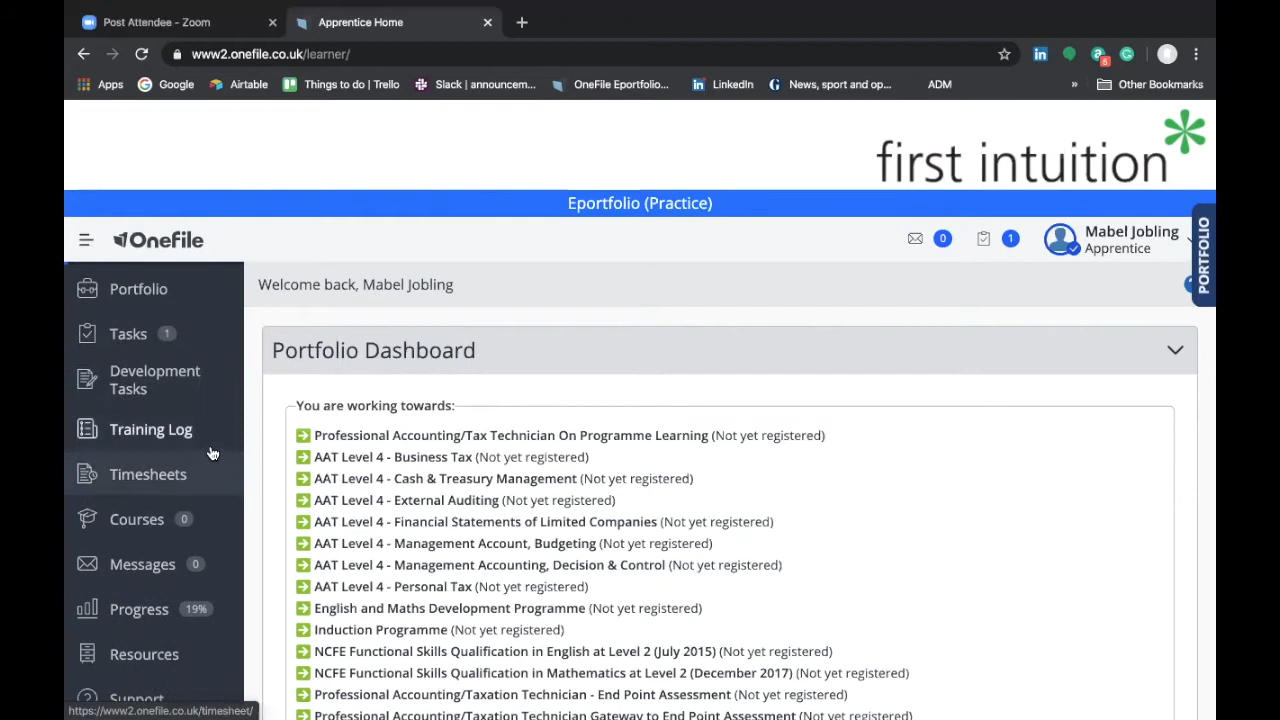 Post Attendee - Zoom
Apprentice Home
www2.onefile.co.uk/learner/
Apps
Google
Airtable
Things to do | Trello
Slack | announcem...
OneFile Eportfolio...
LinkedIn
News, sport and op...
ADM
»
Other Bookmarks
first intuition
Eportfolio (Practice)
Onefile
0
1
Mabel Jobling
Apprentice
PORTFOLIO
Portfolio
Tasks 1
Development
Tasks
Training Log
Timesheets
Courses 0
Messages 0
Progress 19%
Resources
Support
Welcome back, Mabel Jobling
Portfolio Dashboard
You are working towards:
Professional Accounting/Tax Technician On Programme Learning (Not yet registered)
AAT Level 4 - Business Tax (Not yet registered)
AAT Level 4 - Cash & Treasury Management (Not yet registered)
AAT Level 4 - External Auditing (Not yet registered)
AAT Level 4 - Financial Statements of Limited Companies (Not yet registered)
AAT Level 4 - Management Account, Budgeting (Not yet registered)
AAT Level 4 - Management Accounting, Decision & Control (Not yet registered)
AAT Level 4 - Personal Tax (Not yet registered)
English and Maths Development Programme (Not yet registered)
Induction Programme (Not yet registered)
NCFE Functional Skills Qualification in English at Level 2 (July 2015) (Not yet registered)
NCFE Functional Skills Qualification in Mathematics at Level 2 (December 2017) (Not yet registered)
Professional Accounting/Taxation Technician - End Point Assessment (Not yet registered)
Professional Accounting/Taxation Technician Gateway to End Point Assessment (Not yet registered)
https://www2.onefile.co.uk/timesheet/